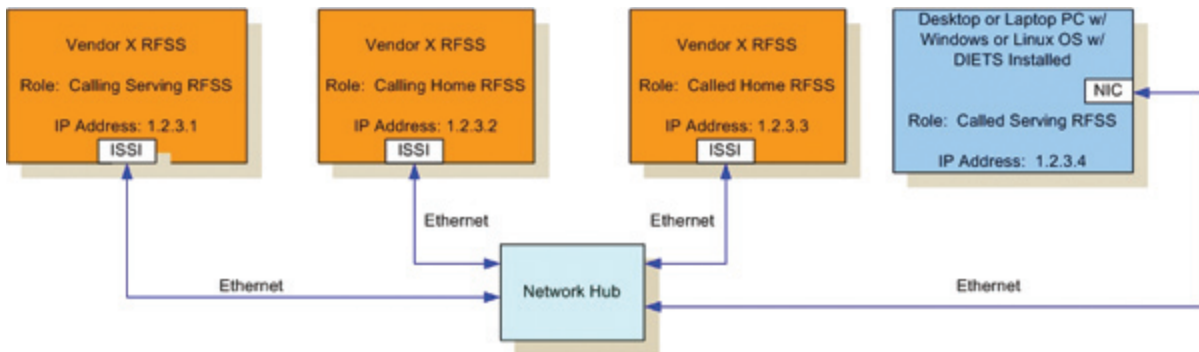 Vendor X RFSS
Role: Calling Serving RFSS
IP Address: 1.2.3.1
ISSI
Vendor X RFSS
Role: Calling Home RFSS
IP Address: 1.2.3.2
ISSI
Vendor X RFSS
Role: Called Home RFSS
IP Address: 1.2.3.3
ISSI
Desktop or Laptop PC w/
Windows or Linux OS w/
DIETS Installed
NIC
Role: Called Serving RFSS
IP Address: 1.2.3.4
Ethernet
Ethernet
Ethernet
Network Hub
Ethernet